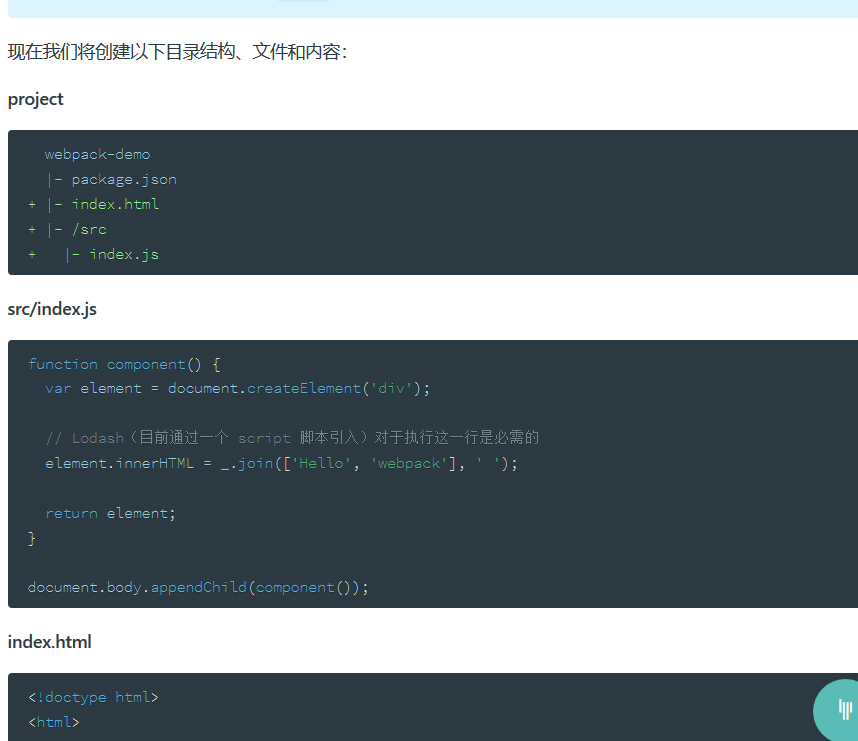 现在我们将创建以下目录结构、文件和内容：
project
  webpack-demo
  |- package.json
+ |- index.html
+ |- /src
+   |- index.js
src/index.js
function component() {
  var element = document.createElement('div');
  // Lodash（目前通过一个 script 脚本引入）对于执行这一行是必需的
  element.innerHTML = _.join(['Hello', 'webpack'], ' ');
  return element;
}
document.body.appendChild(component());
index.html
<!doctype html>
<html>